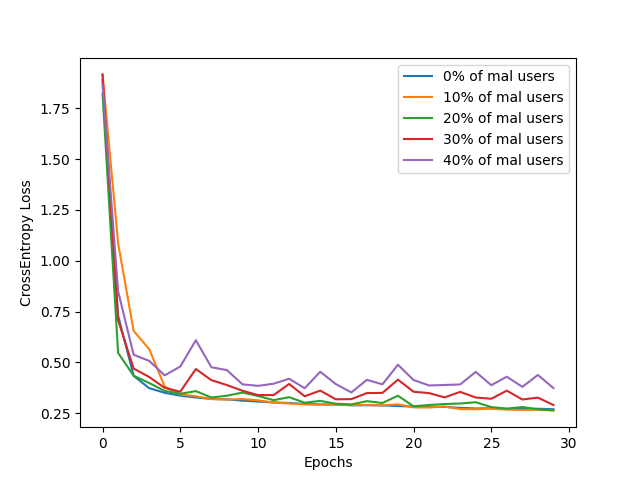 0% of mal users
10% of mal users
20% of mal users
30% of mal users
40% of mal users
1.75
1.50
1.25
1.00
0.75
0.50
0.25
CrossEntropy Loss
0
5
10
15
20
25
30
Epochs